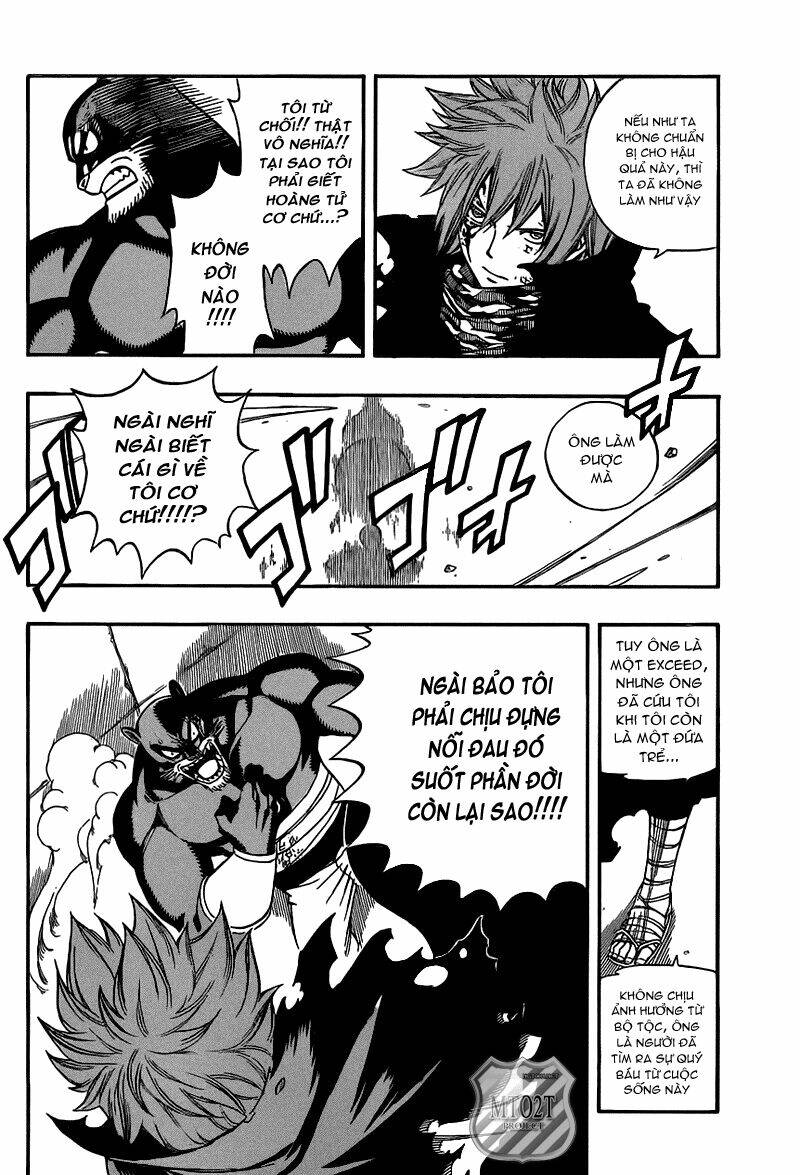 NẾU NHƯ TA
KHÔNG CHUẨN
BỊ CHO HẬU
QUẢ NÀY, THÌ
TA ĐÃ KHÔNG
LÀM NHƯ VẬY
TÔI TỪ
CHỐI!! THẬT
VÔ NGHĨA!!
TẠI SAO TÔI
PHẢI GIẾT
HOÀNG TỬ
CƠ CHỨ...?
KHÔNG
ĐỜI
NÀO
!!!!
ÔNG LÀM
ĐƯỢC
MÀ
ゴゴゴゴ
NGÀI NGHĨ
NGÀI BIẾT
CÁI GÌ VỀ
TÔI CƠ
CHỨ!!!!?
TUY ÔNG LÀ
MỘT EXCEED,
NHƯNG ÔNG
ĐÃ CỨU TÔI
KHI TÔI CÒN
LÀ MỘT ĐỨA
TRẺ...
KHÔNG CHỊU
ẢNH HƯỞNG TỪ
BỘ TỘC, ÔNG
LÀ NGƯỜI ĐÃ
TÌM RA SỰ QUÝ
BÁU TỪ CUỘC
SỐNG NÀY
NGÀI BẢO TÔI
PHẢI CHỊU ĐỰNG
NỖI ĐAU ĐÓ
SUỐT PHẦN ĐỜI
CÒN LẠI SAO!!!!
MT02T
PROJECT